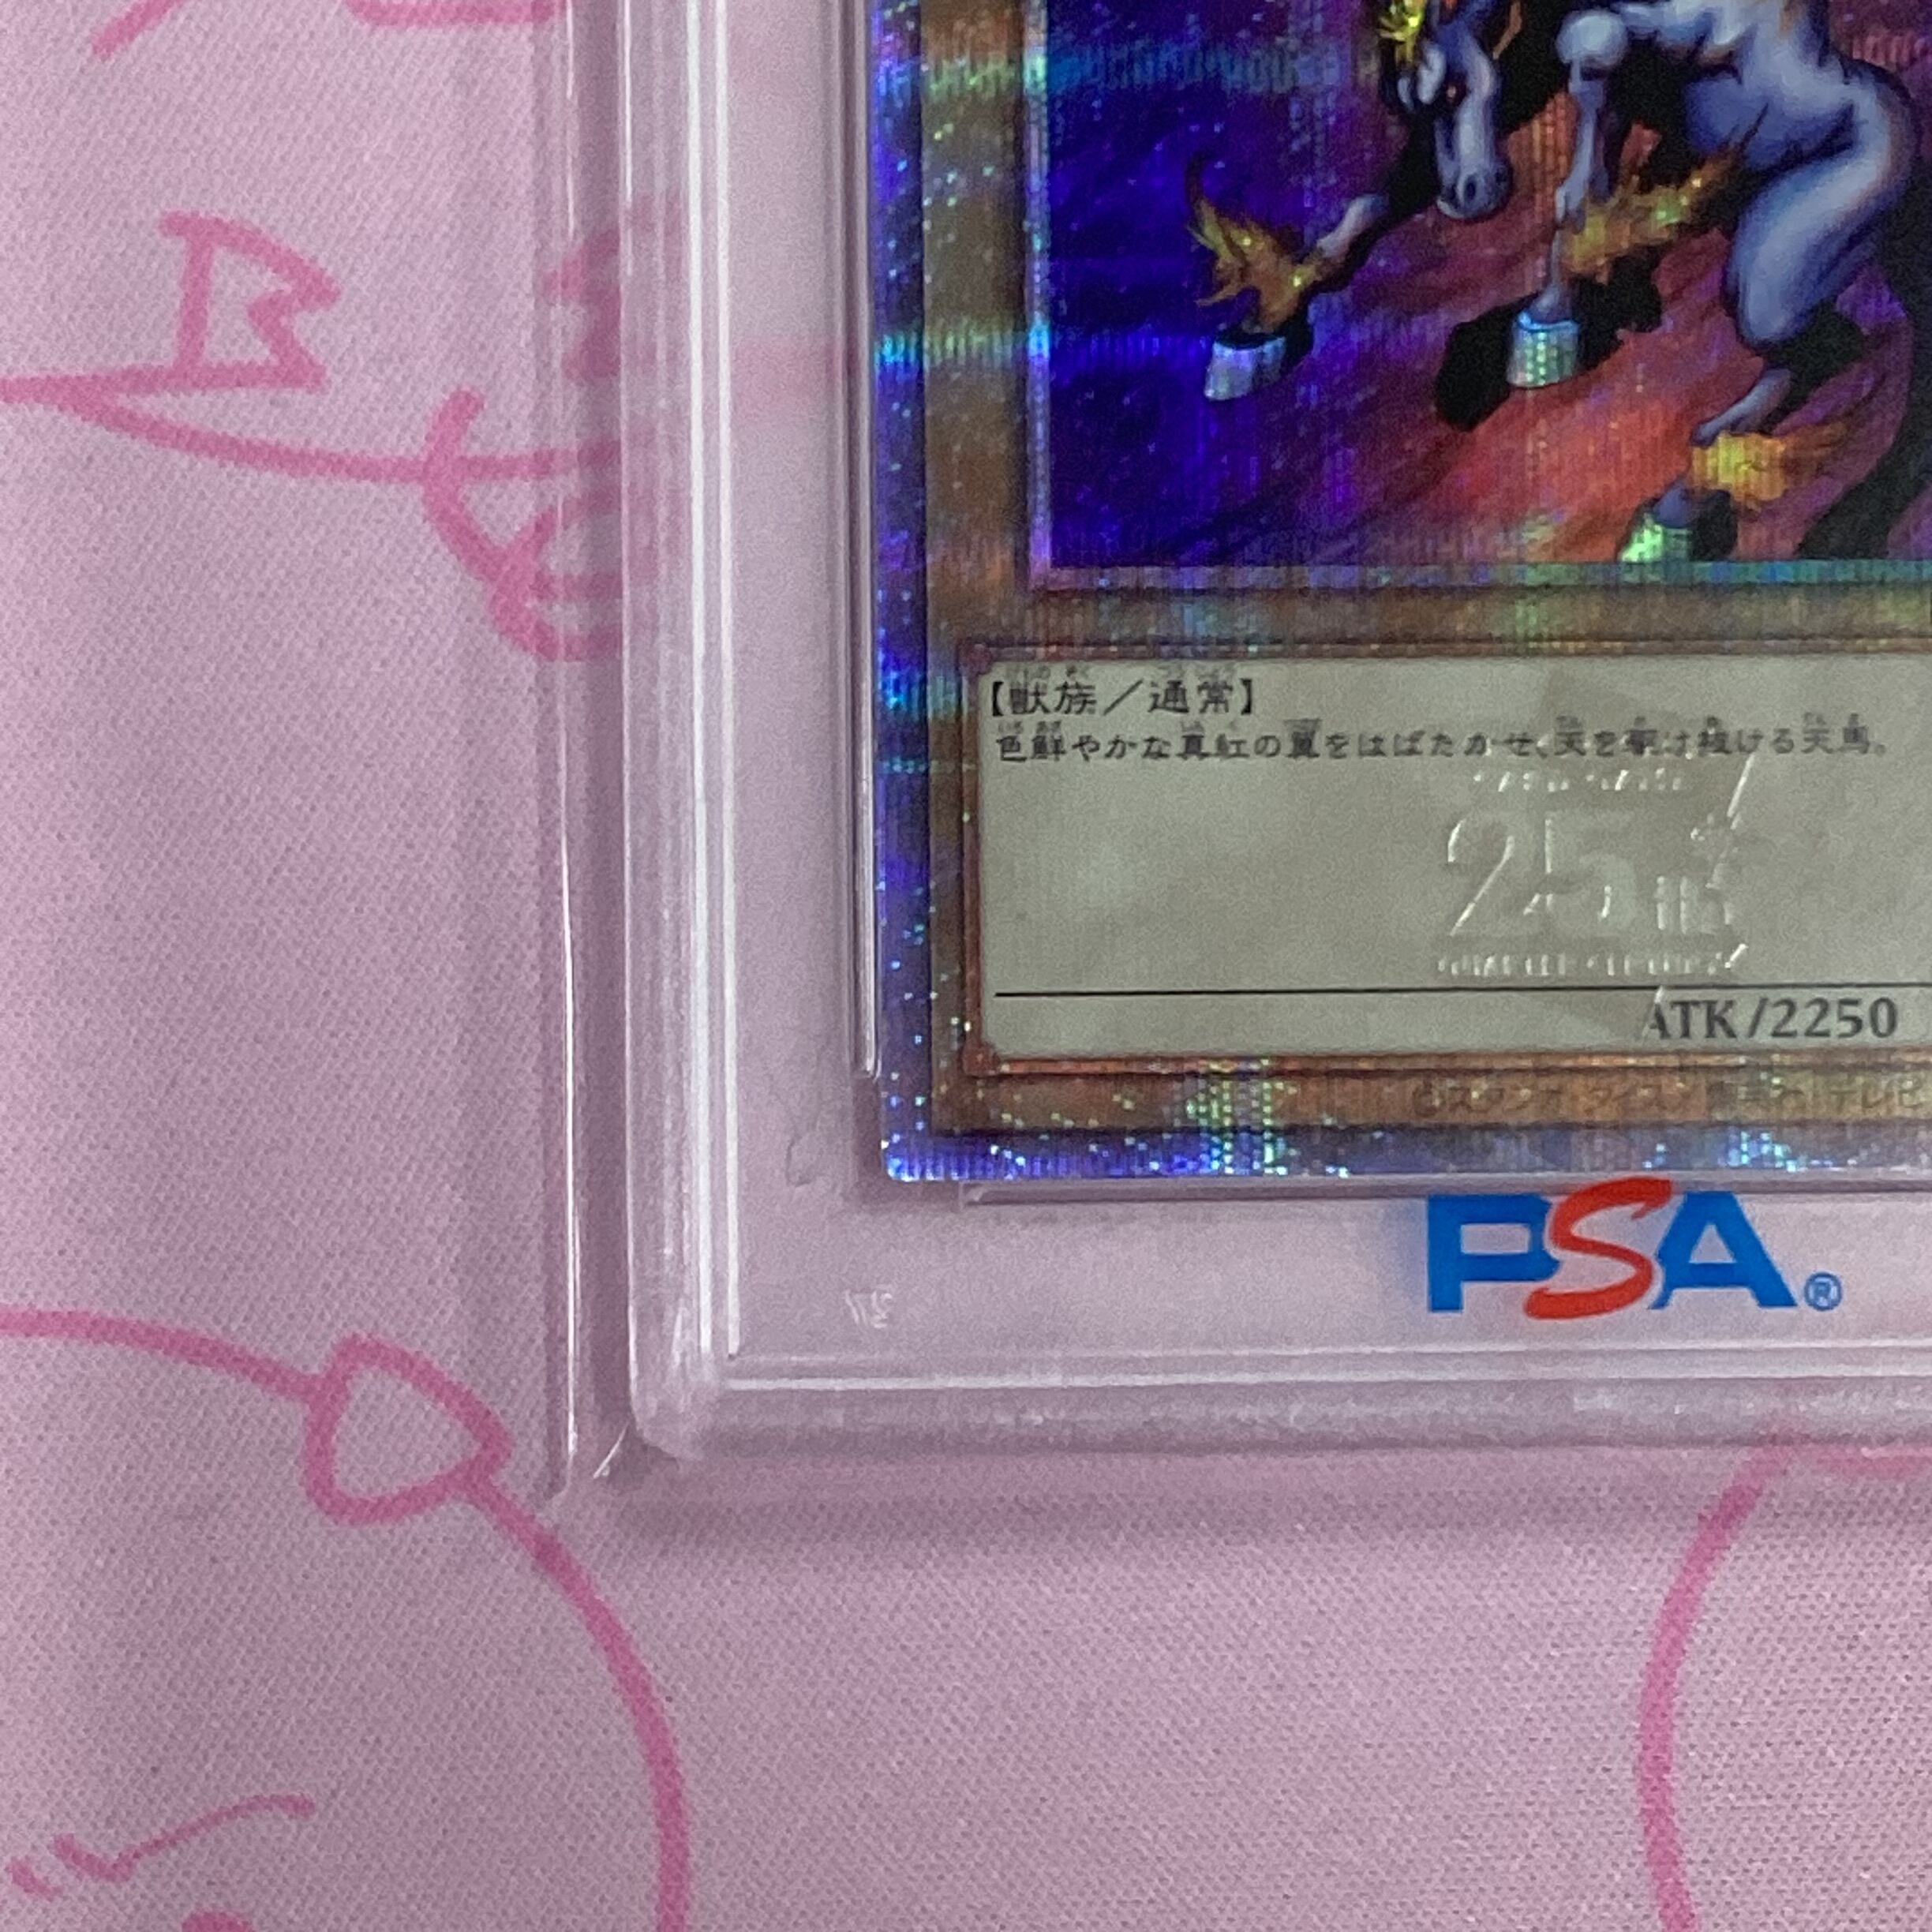 【獣族／通常】
色鮮やかな真紅の翼をはばたかせ、天を駆け抜ける天馬。
25th
ATK/2250
PSA®